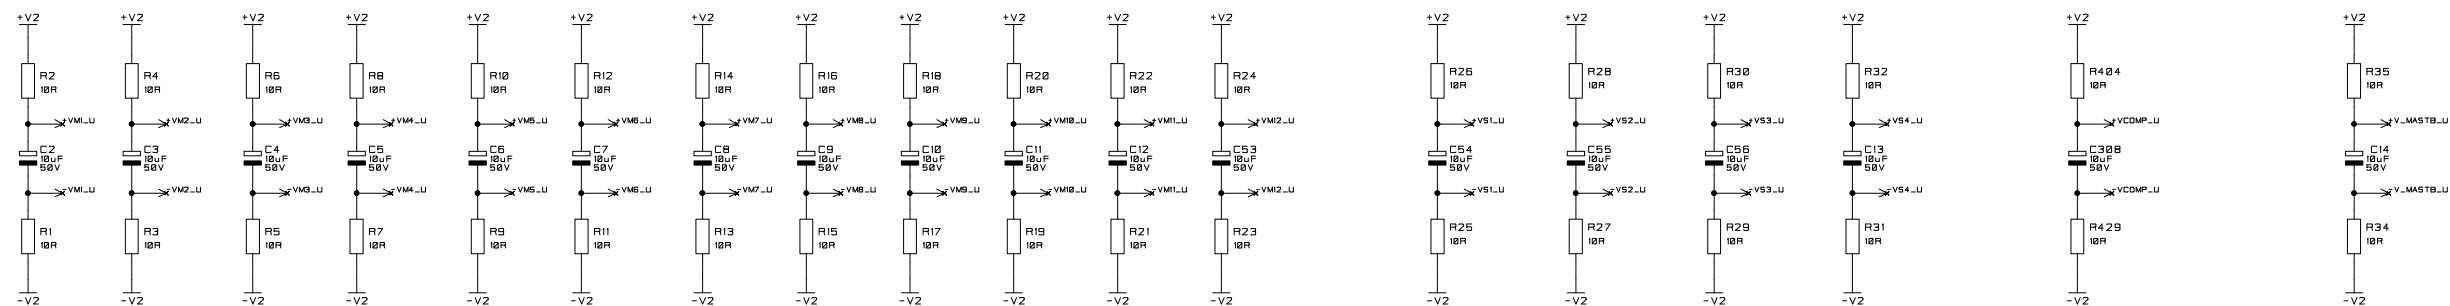 +V2 +V2 +V2 +V2 +V2 +V2 +V2 +V2 +V2 +V2 +V2 +V2 +V2 +V2 +V2 +V2 +V2 +V2
R2 R4 R6 R8 R10 R12 R14 R16 R18 R20 R22 R24 R26 R28 R30 R32 R404 R35
10R 10R 10R 10R 10R 10R 10R 10R 10R 10R 10R 10R 10R 10R 10R 10R 10R 10R
+VM1_U +VM2_U +VM3_U +VM4_U +VM5_U +VM6_U +VM7_U +VM8_U +VM9_U +VM10_U +VM11_U +VM12_U +VS1_U +VS2_U +VS3_U +VS4_U +VCOMP_U +V_MASTB_U
C2 C3 C4 C5 C6 C7 C8 C9 C10 C11 C12 C53 C54 C55 C56 C13 C308 C14
10uF 10uF 10uF 10uF 10uF 10uF 10uF 10uF 10uF 10uF 10uF 10uF 10uF 10uF 10uF 10uF 10uF 10uF
50V 50V 50V 50V 50V 50V 50V 50V 50V 50V 50V 50V 50V 50V 50V 50V 50V 50V
-VM1_U -VM2_U -VM3_U -VM4_U -VM5_U -VM6_U -VM7_U -VM8_U -VM9_U -VM10_U -VM11_U -VM12_U -VS1_U -VS2_U -VS3_U -VS4_U -VCOMP_U -V_MASTB_U
R1 R3 R5 R7 R9 R11 R13 R15 R17 R19 R21 R23 R25 R27 R29 R31 R429 R34
10R 10R 10R 10R 10R 10R 10R 10R 10R 10R 10R 10R 10R 10R 10R 10R 10R 10R
-V2 -V2 -V2 -V2 -V2 -V2 -V2 -V2 -V2 -V2 -V2 -V2 -V2 -V2 -V2 -V2 -V2 -V2